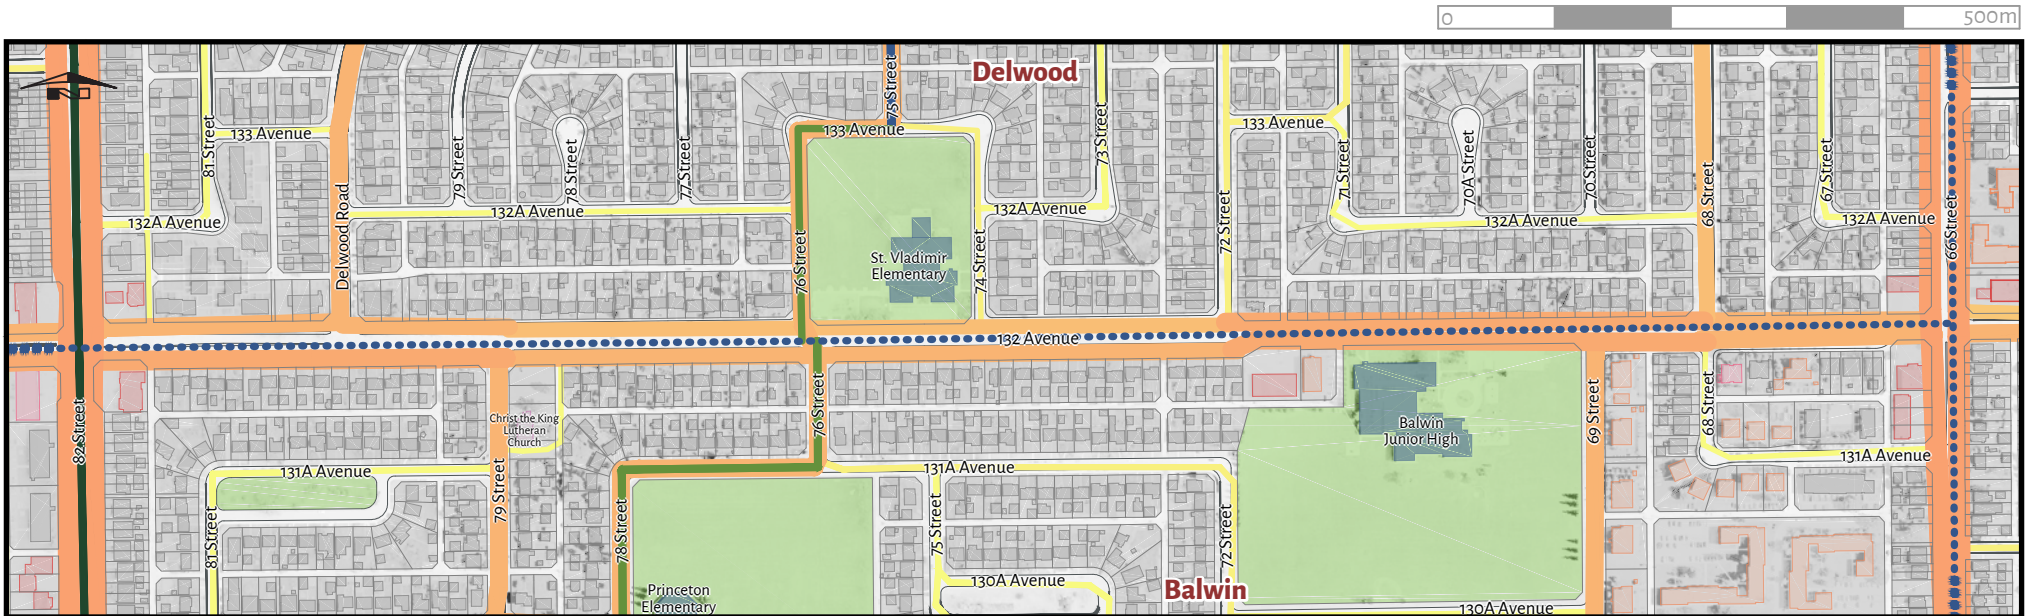 0
500m
Delwood
75 Street
133 Avenue
133 Avenue
133 Avenue
81 Street
79 Street
78 Street
77 Street
73 Street
71 Street
70A Street
70 Street
68 Street
67 Street
132A Avenue
132A Avenue
132A Avenue
132A Avenue
132A Avenue
Delwood Road
76 Street
St. Vladimir
Elementary
74 Street
72 Street
66 Street
132 Avenue
82 Street
Christ the King
Lutheran
Church
76 Street
Balwin
Junior High
69 Street
68 Street
131A Avenue
131A Avenue
131A Avenue
81 Street
79 Street
78 Street
75 Street
72 Street
Princeton
Elementary
130A Avenue
Balwin
130A Avenue